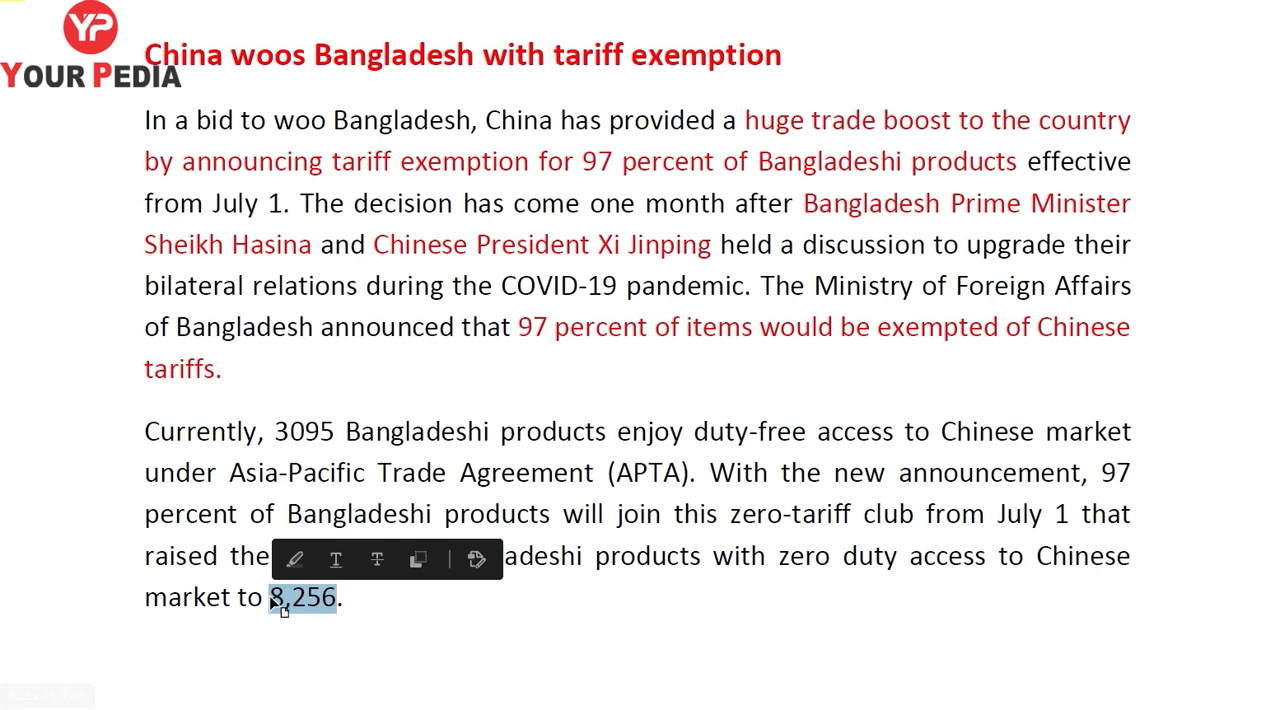 YP
YOUR PEDIA
China woos Bangladesh with tariff exemption
In a bid to woo Bangladesh, China has provided a huge trade boost to the country
by announcing tariff exemption for 97 percent of Bangladeshi products effective
from July 1. The decision has come one month after Bangladesh Prime Minister
Sheikh Hasina and Chinese President Xi Jinping held a discussion to upgrade their
bilateral relations during the COVID-19 pandemic. The Ministry of Foreign Affairs
of Bangladesh announced that 97 percent of items would be exempted of Chinese
tariffs.
Currently, 3095 Bangladeshi products enjoy duty-free access to Chinese market
under Asia-Pacific Trade Agreement (APTA). With the new announcement, 97
percent of Bangladeshi products will join this zero-tariff club from July 1 that
raised the adeshi products with zero duty access to Chinese
market to 8,256.